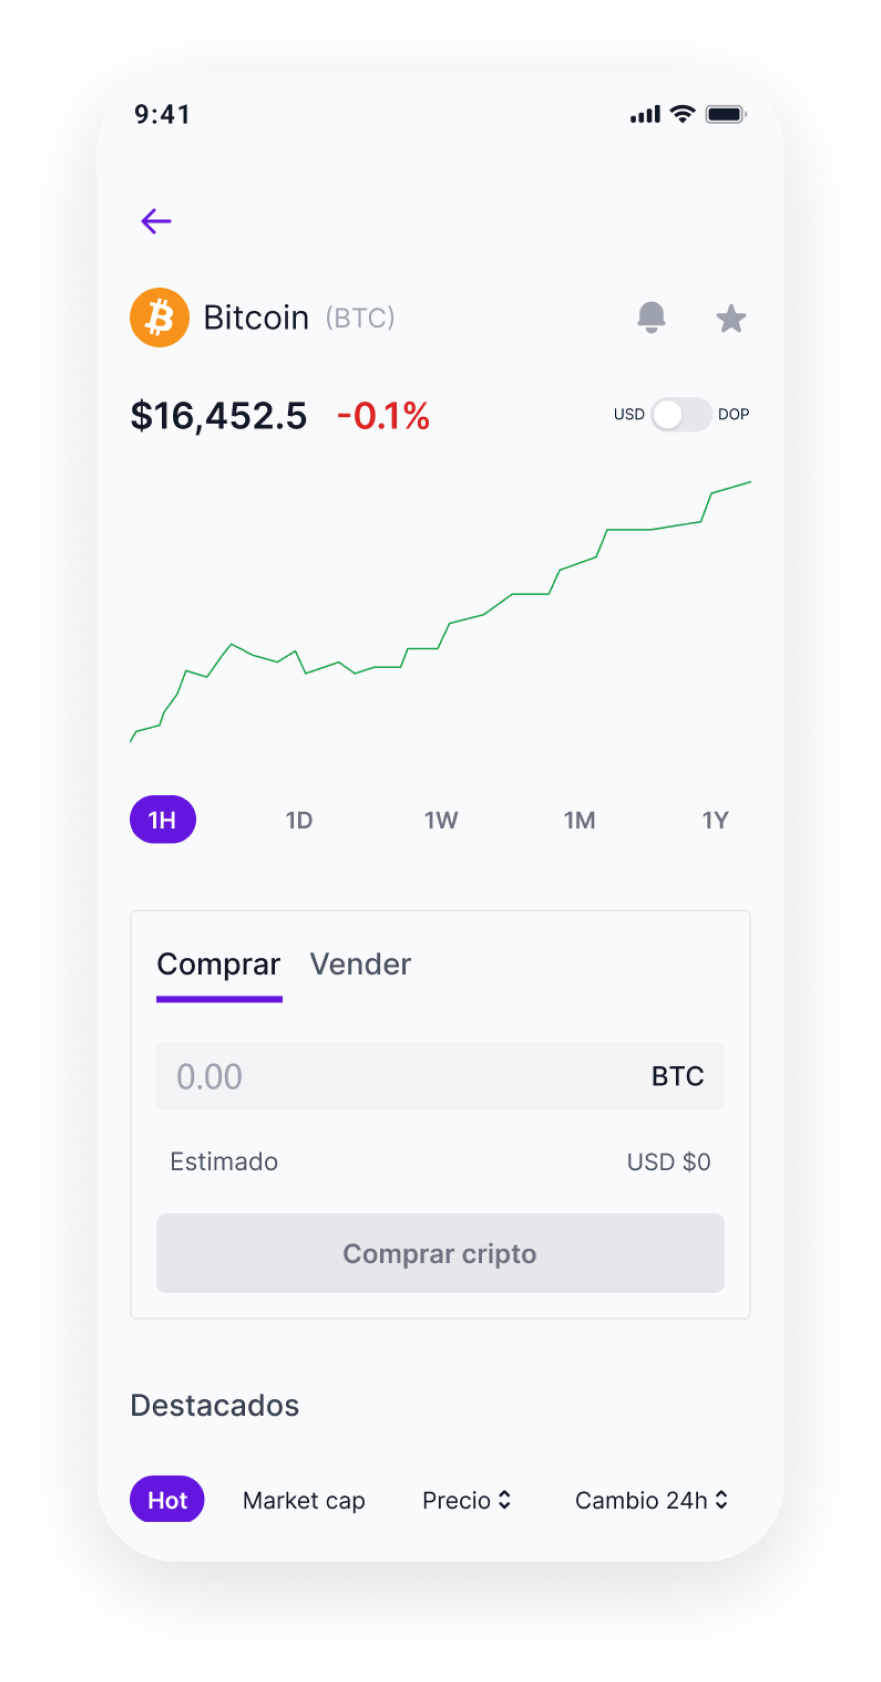 9:41
Bitcoin (BTC)
$16,452.5 -0.1% USD DOP
1H 1D 1W 1M 1Y
Comprar Vender
0.00 BTC
Estimado USD $0
Comprar cripto
Destacados
Hot Market cap Precio Cambio 24h